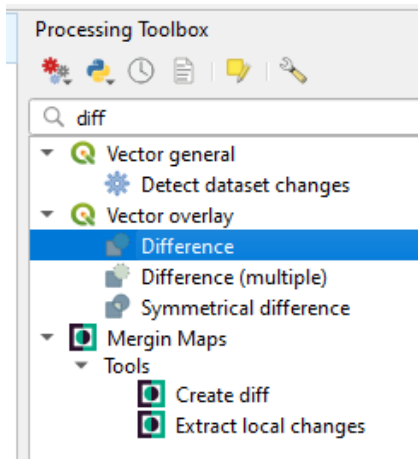 Processing Toolbox
diff
Vector general
Detect dataset changes
Vector overlay
Difference
Difference (multiple)
Symmetrical difference
Mergin Maps
Tools
Create diff
Extract local changes